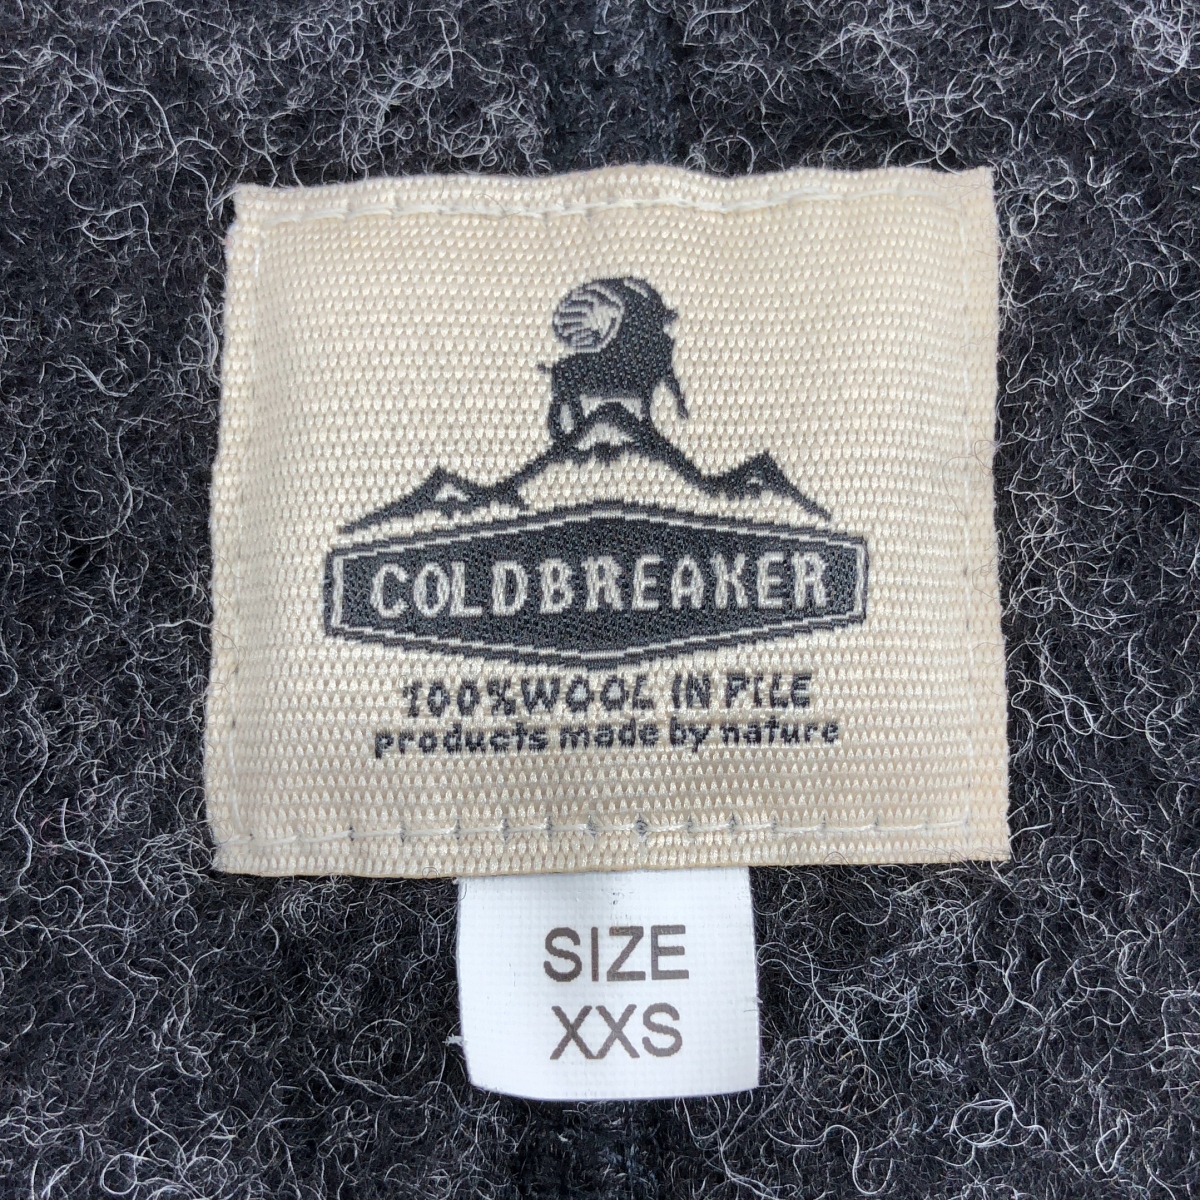 COLDBREAKER
100%WOOL IN PILE
products made by nature
SIZE
XXS